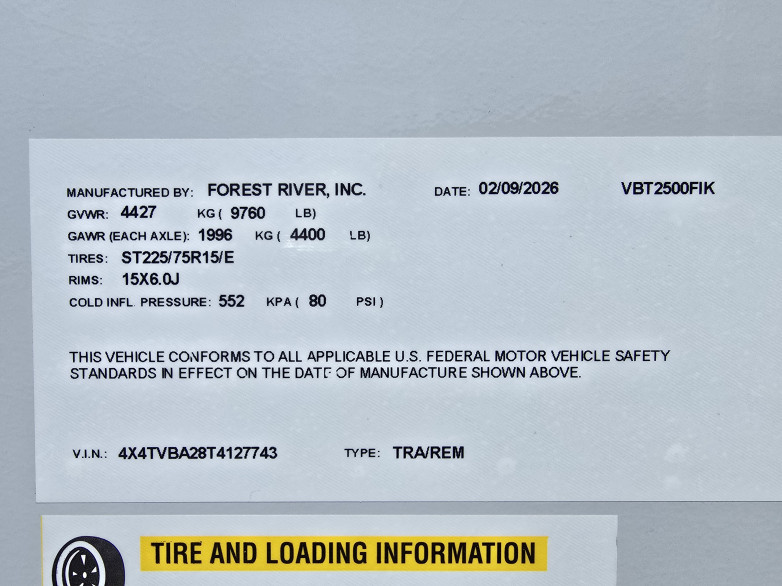 MANUFACTURED BY: FOREST RIVER, INC. DATE: 02/09/2026 VBT2500FIK
GVWR: 4427 KG ( 9760 LB)
GAWR (EACH AXLE): 1996 KG ( 4400 LB)
TIRES: ST225/75R15/E
RIMS: 15X6.0J
COLD INFL. PRESSURE: 552 KPA ( 80 PSI )
THIS VEHICLE CONFORMS TO ALL APPLICABLE U.S. FEDERAL MOTOR VEHICLE SAFETY
STANDARDS IN EFFECT ON THE DATE OF MANUFACTURE SHOWN ABOVE.
V.I.N.: 4X4TVBA28T4127743 TYPE: TRA/REM
TIRE AND LOADING INFORMATION